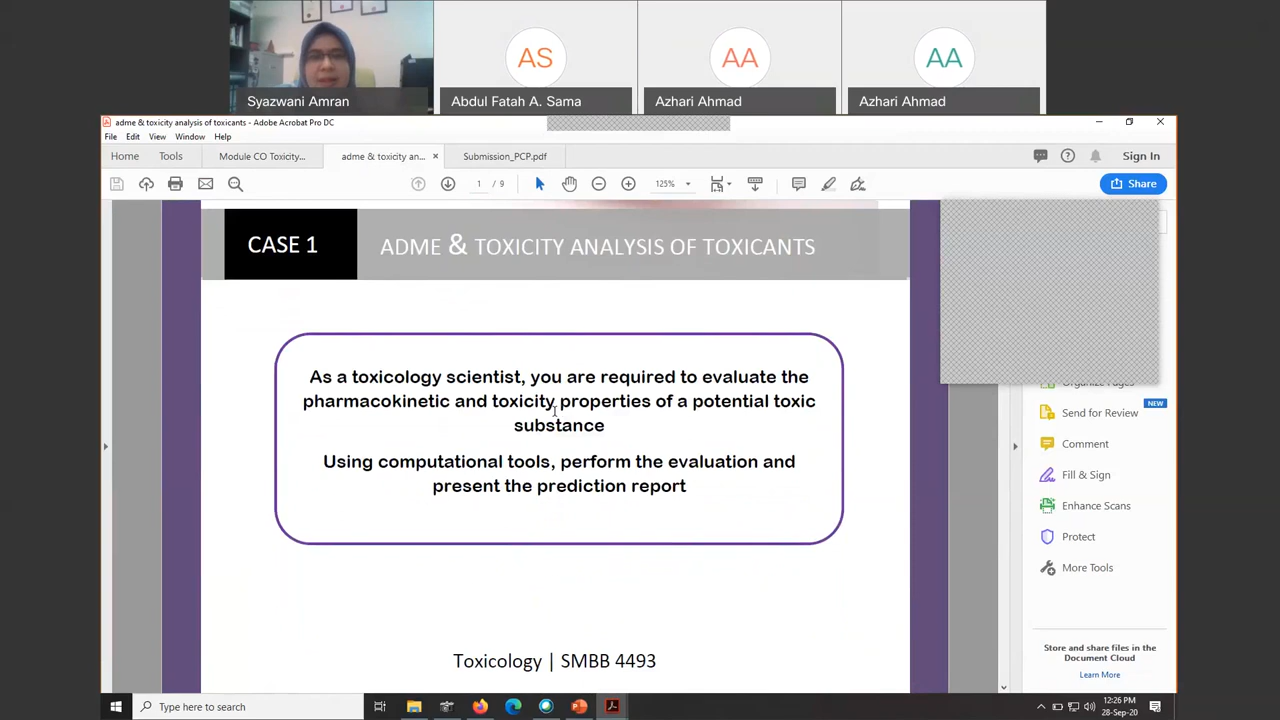 AS
AA
AA
Syazwani Amran
Abdul Fatah A. Sama
Azhari Ahmad
Azhari Ahmad
adme & toxicity analysis of toxicants - Adobe Acrobat Pro DC
File Edit View Window Help
Home Tools Module CO Toxicity... adme & toxicity an... × Submission_PCP.pdf
1 / 9 125% Share
CASE 1 ADME & TOXICITY ANALYSIS OF TOXICANTS
As a toxicology scientist, you are required to evaluate the
pharmacokinetic and toxicity properties of a potential toxic
substance
Using computational tools, perform the evaluation and
present the prediction report
Toxicology | SMBB 4493
Sign In
Organize Pages
Send for Review NEW
Comment
Fill & Sign
Enhance Scans
Protect
More Tools
Store and share files in the
Document Cloud
Learn More
Type here to search
12:26 PM
28-Sep-20